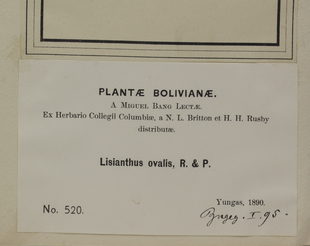 PLANTÆ BOLIVIANÆ.
A Miguel Bang Lectæ.
Ex Herbario Collegii Columbiæ, a N. L. Britton et H. H. Rusby
distributæ.
Lisianthus ovalis, R. & P.
Yungas, 1890.
No. 520.
V. 95.